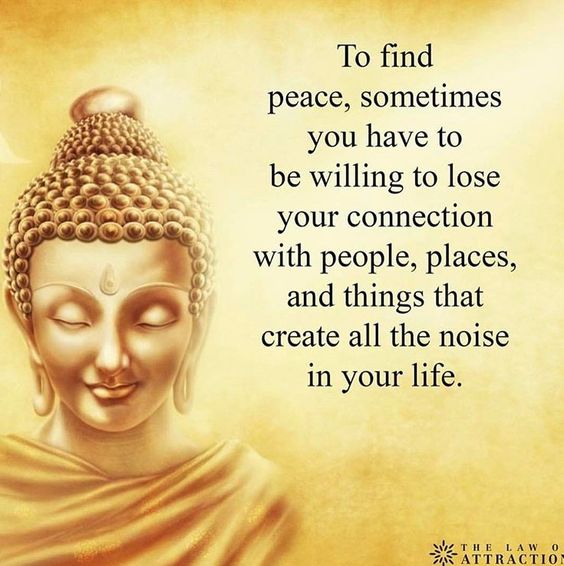 To find
peace, sometimes
you have to
be willing to lose
your connection
with people, places,
and things that
create all the noise
in your life.
THE LAW O
ATTRACTION